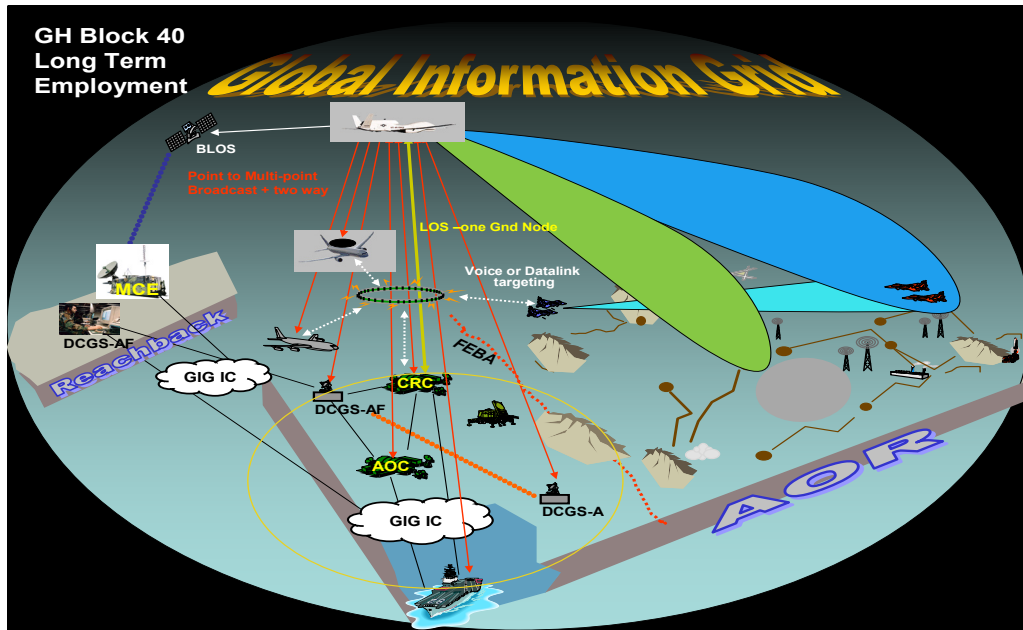 GH Block 40
Long Term
Employment
Global Information Grid
BLOS
Point to Multi-point
Broadcast + two way
LOS –one Gnd Node
Voice or Datalink
targeting
MCE
DCGS-AF
Reachback
FEBA
GIG IC
CRC
DCGS-AF
AOC
DCGS-A
GIG IC
AOR